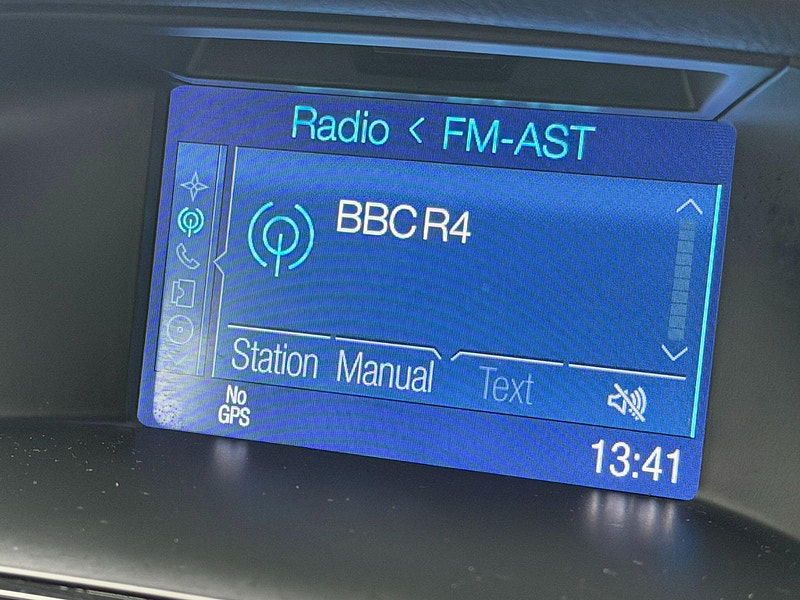 Radio < FM-AST
BBC R4
Station Manual Text
No
GPS
13:41